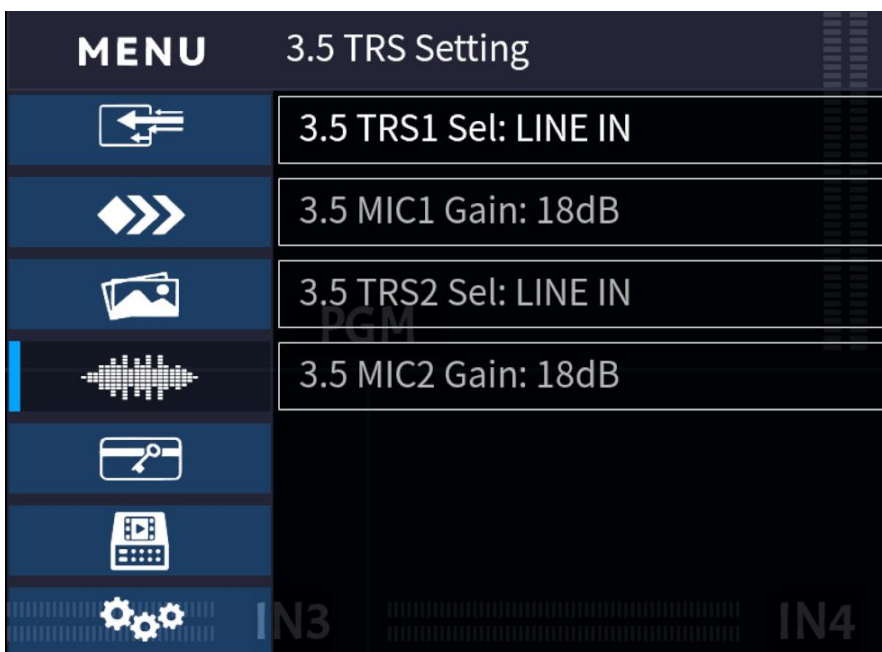 MENU
3.5 TRS Setting
3.5 TRS1 Sel: LINE IN
3.5 MIC1 Gain: 18dB
3.5 TRS2 Sel: LINE IN
PGM
3.5 MIC2 Gain: 18dB
IN3
IN4